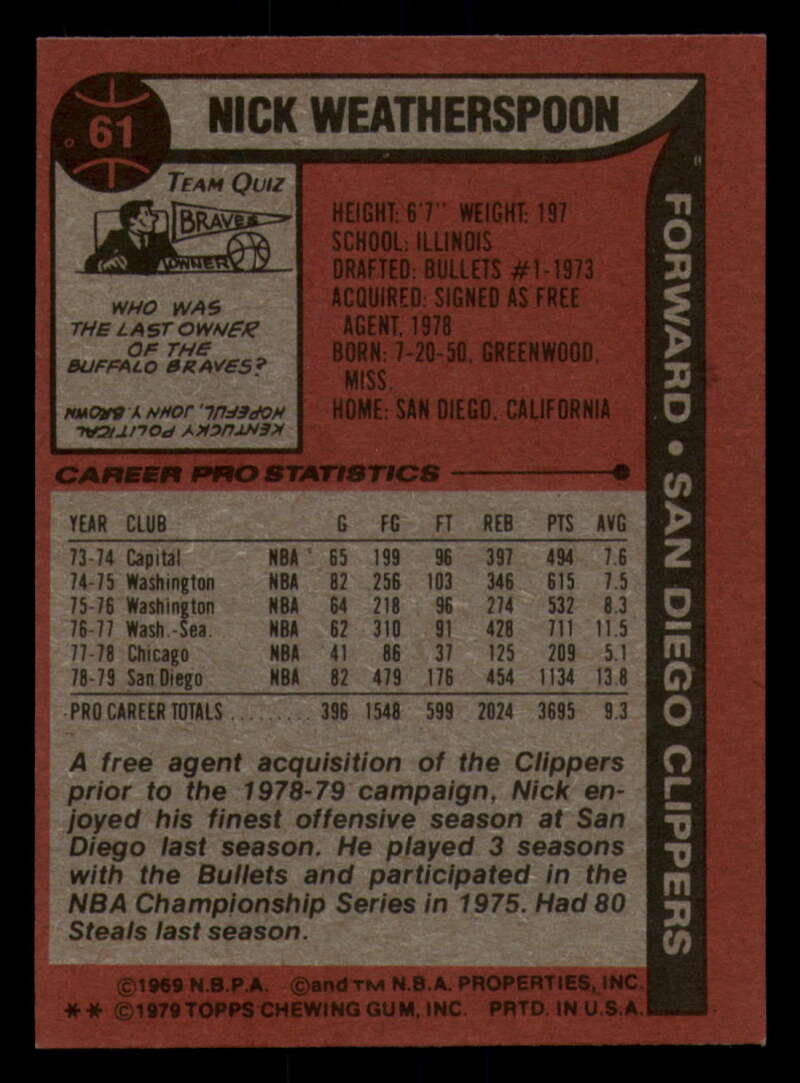 61
NICK WEATHERSPOON
TEAM QUIZ
BRAVES
OWNER
WHO WAS
THE LAST OWNER
OF THE
BUFFALO BRAVES?
KENTUCKY POLITICAL
HOPEFUL, JOHN Y. BROWN
HEIGHT: 6'7" WEIGHT: 197
SCHOOL: ILLINOIS
DRAFTED: BULLETS #1-1973
ACQUIRED: SIGNED AS FREE
AGENT, 1978
BORN: 7-20-50, GREENWOOD,
MISS.
HOME: SAN DIEGO, CALIFORNIA
FORWARD • SAN DIEGO CLIPPERS
CAREER PRO STATISTICS
YEAR CLUB G FG FT REB PTS AVG
73-74 Capital NBA 65 199 96 397 494 7.6
74-75 Washington NBA 82 256 103 346 615 7.5
75-76 Washington NBA 64 218 96 274 532 8.3
76-77 Wash.-Sea. NBA 62 310 91 428 711 11.5
77-78 Chicago NBA 41 86 37 125 209 5.1
78-79 San Diego NBA 82 479 176 454 1134 13.8
PRO CAREER TOTALS ......... 396 1548 599 2024 3695 9.3
A free agent acquisition of the Clippers
prior to the 1978-79 campaign, Nick en-
joyed his finest offensive season at San
Diego last season. He played 3 seasons
with the Bullets and participated in the
NBA Championship Series in 1975. Had 80
Steals last season.
©1969 N.B.P.A. ©and TM N.B.A. PROPERTIES, INC.
** ©1979 TOPPS CHEWING GUM, INC. PRTD. IN U.S.A.